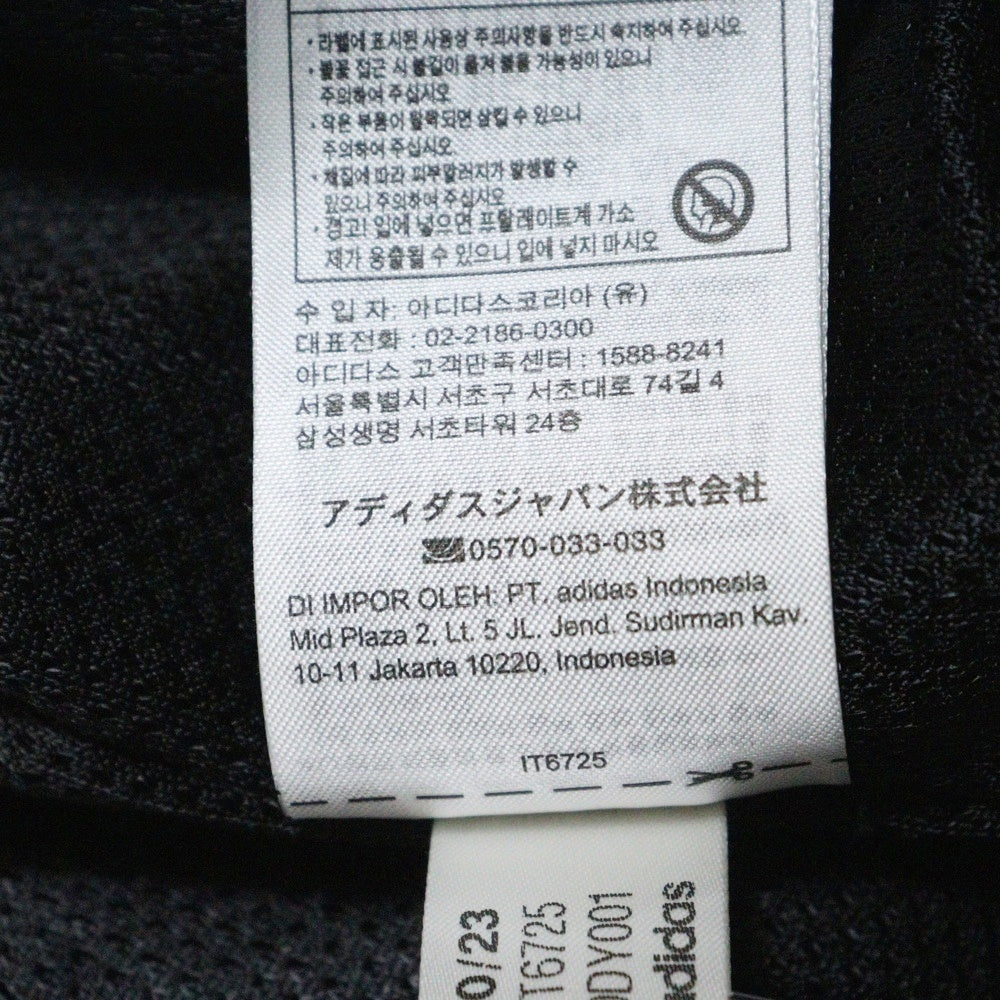 · 라벨에 표시된 사용상 주의사항을 반드시 숙지하여 주십시오.
· 불꽃 접근 시 불길이 옮겨 붙을 가능성이 있으니
주의하여 주십시오
· 작은 부품이 탈락되면 삼킬 수 있으니
주의하여 주십시오
· 재질에 따라 피부알러지가 발생할 수
있으니 주의하여 주십시오
· 경고! 입에 넣으면 프탈레이트계 가소
제가 용출될 수 있으니 입에 넣지 마시오
수 입 자: 아디다스코리아 (유)
대표전화 : 02-2186-0300
아디다스 고객만족센터 : 1588-8241
서울특별시 서초구 서초대로 74길 4
삼성생명 서초타워 24층
アディダスジャパン株式会社
0570-033-033
DI IMPOR OLEH: PT. adidas Indonesia
Mid Plaza 2, Lt. 5 JL. Jend. Sudirman Kav.
10-11 Jakarta 10220, Indonesia
IT6725
0/23
IT6725
DDY001
adidas